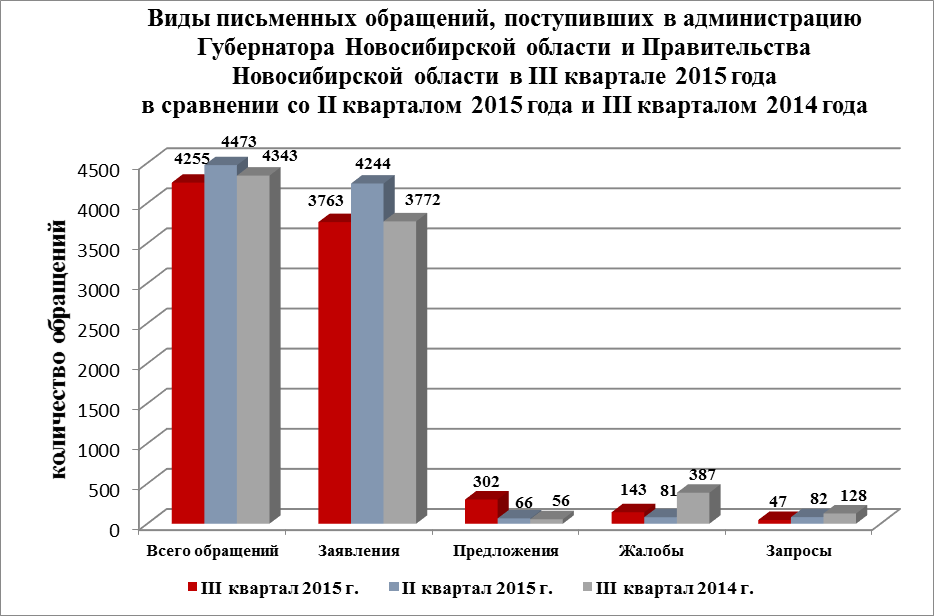 Виды письменных обращений, поступивших в администрацию
Губернатора Новосибирской области и Правительства
Новосибирской области в III квартале 2015 года
в сравнении со II кварталом 2015 года и III кварталом 2014 года
количество обращений
4500
4000
3500
3000
2500
2000
1500
1000
500
0
4255 4473 4343
3763 4244 3772
302 66 56
143 81 387
47 82 128
Всего обращений Заявления Предложения Жалобы Запросы
III квартал 2015 г. II квартал 2015 г. III квартал 2014 г.